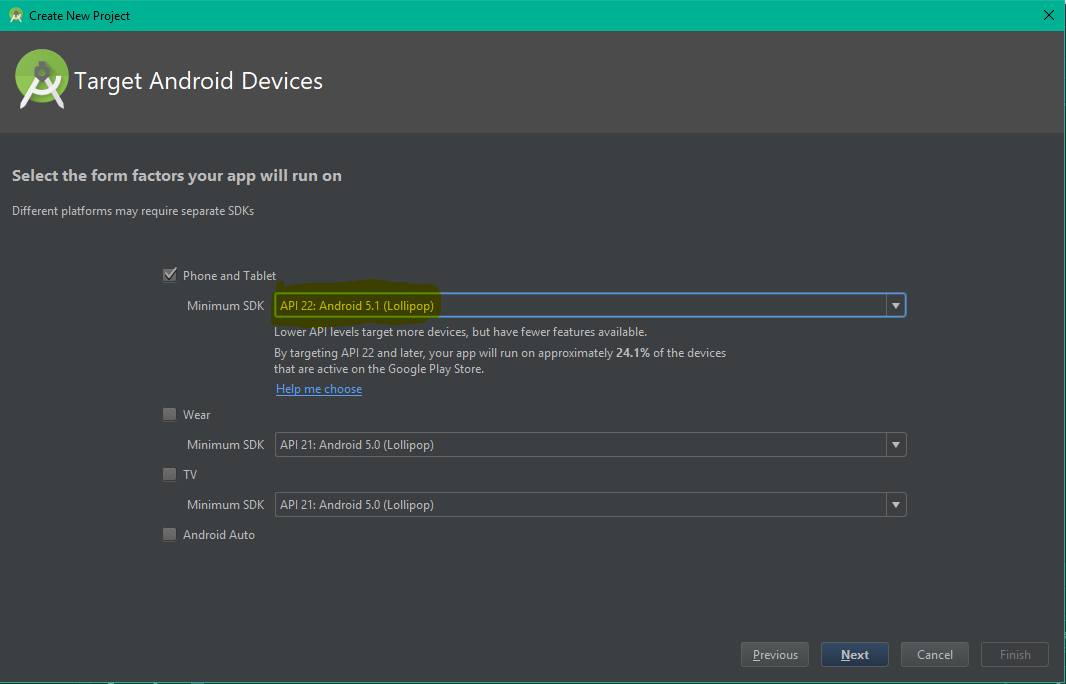 Create New Project
Target Android Devices
Select the form factors your app will run on
Different platforms may require separate SDKs
Phone and Tablet
Minimum SDK API 22: Android 5.1 (Lollipop)
Lower API levels target more devices, but have fewer features available.
By targeting API 22 and later, your app will run on approximately 24.1% of the devices
that are active on the Google Play Store.
Help me choose
Wear
Minimum SDK API 21: Android 5.0 (Lollipop)
TV
Minimum SDK API 21: Android 5.0 (Lollipop)
Android Auto
Previous Next Cancel Finish